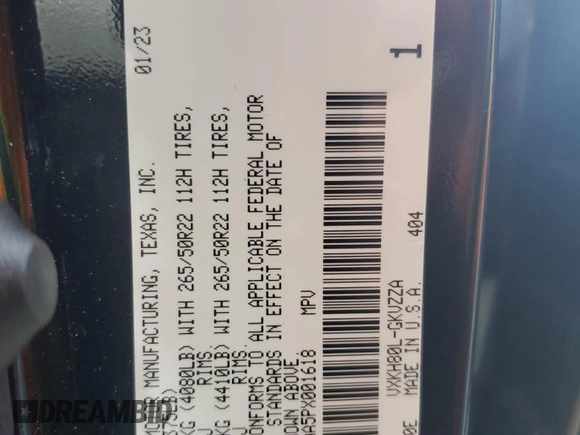 01/23
MOTOR MANUFACTURING, TEXAS, INC.
KG (4080LB) WITH 265/50R22 112H TIRES,
RIMS
KG (4410LB) WITH 265/50R22 112H TIRES,
RIMS.
CONFORMS TO ALL APPLICABLE FEDERAL MOTOR
STANDARDS IN EFFECT ON THE DATE OF
OWN ABOVE.
A5PX001618 MPV
VXKH80L-GKVZZA
MADE IN U.S.A. 404
1
DREAMBID